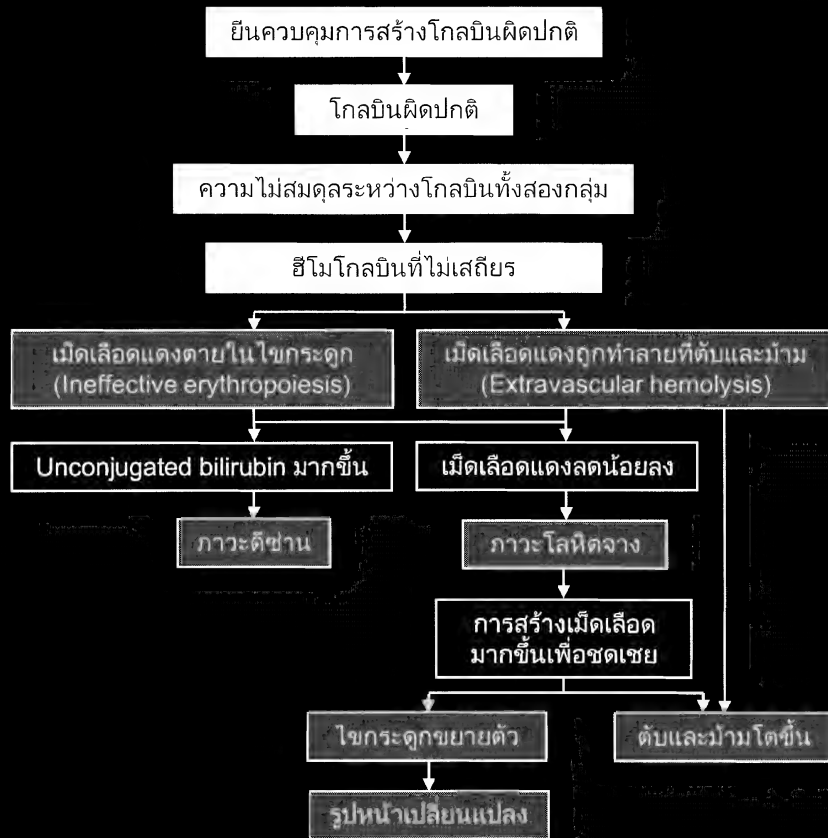 ยีนควบคุมการสร้างโกลบินผิดปกติ
โกลบินผิดปกติ
ความไม่สมดุลระหว่างโกลบินทั้งสองกลุ่ม
ฮีโมโกลบินที่ไม่เสถียร
เม็ดเลือดแดงตายในไขกระดูก
(Ineffective erythropoiesis)
เม็ดเลือดแดงถูกทำลายที่ตับและม้าม
(Extravascular hemolysis)
Unconjugated bilirubin มากขึ้น
เม็ดเลือดแดงลดน้อยลง
ภาวะดีซ่าน
ภาวะโลหิตจาง
การสร้างเม็ดเลือด
มากขึ้นเพื่อชดเชย
ไขกระดูกขยายตัว
ตับและม้ามโตขึ้น
รูปหน้าเปลี่ยนแปลง